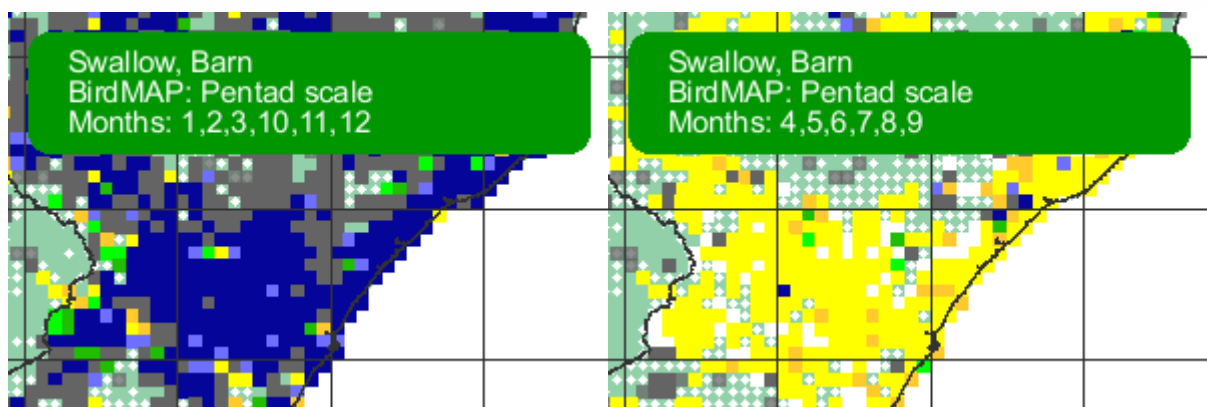 Swallow, Barn
BirdMAP: Pentad scale
Months: 1,2,3,10,11,12
Swallow, Barn
BirdMAP: Pentad scale
Months: 4,5,6,7,8,9